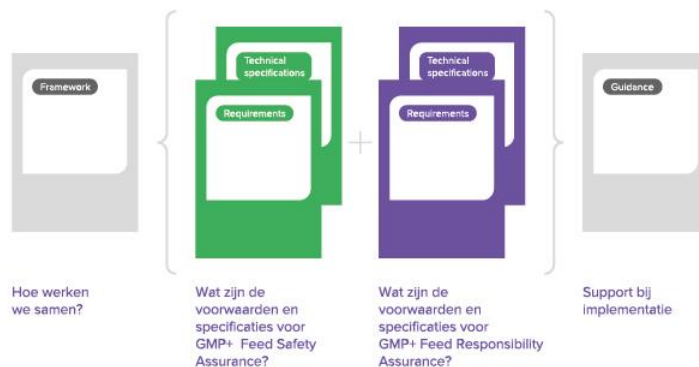 Framework
Technical
specifications
Requirements
Technical
specifications
Requirements
Guidance
Hoe werken
we samen?
Wat zijn de
voorwaarden en
specificaties voor
GMP+ Feed Safety
Assurance?
Wat zijn de
voorwaarden en
specificaties voor
GMP+ Feed Responsibility
Assurance?
Support bij
implementatie